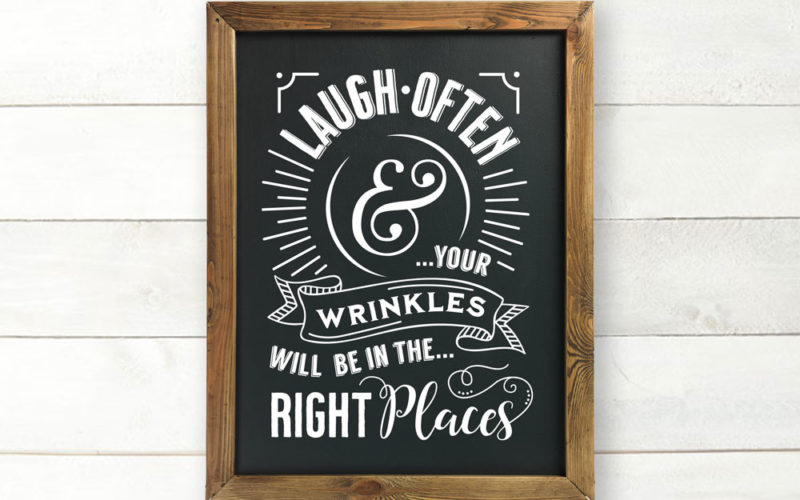 LAUGH·OFTEN
&
...YOUR
WRINKLES
WILL BE IN THE...
RIGHT Places